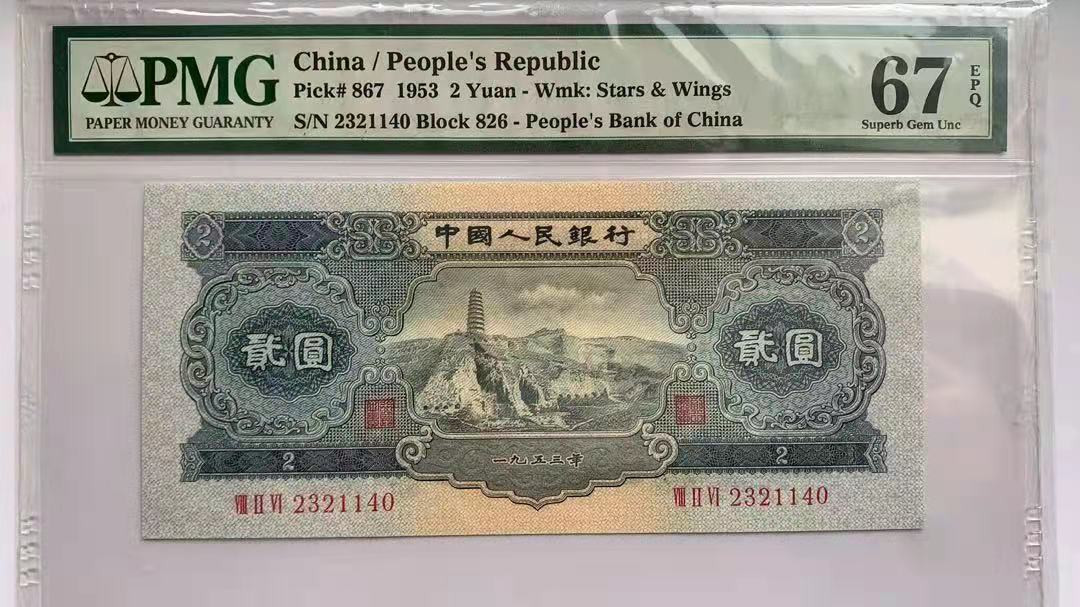 PMG
PAPER MONEY GUARANTY
China / People's Republic
Pick# 867 1953 2 Yuan - Wmk: Stars & Wings
S/N 2321140 Block 826 - People's Bank of China
67
EPQ
Superb Gem Unc
2
中國人民銀行
2
貳圓
貳圓
一九五三年
2
2
VIII II VI 2321140
VIII II VI 2321140